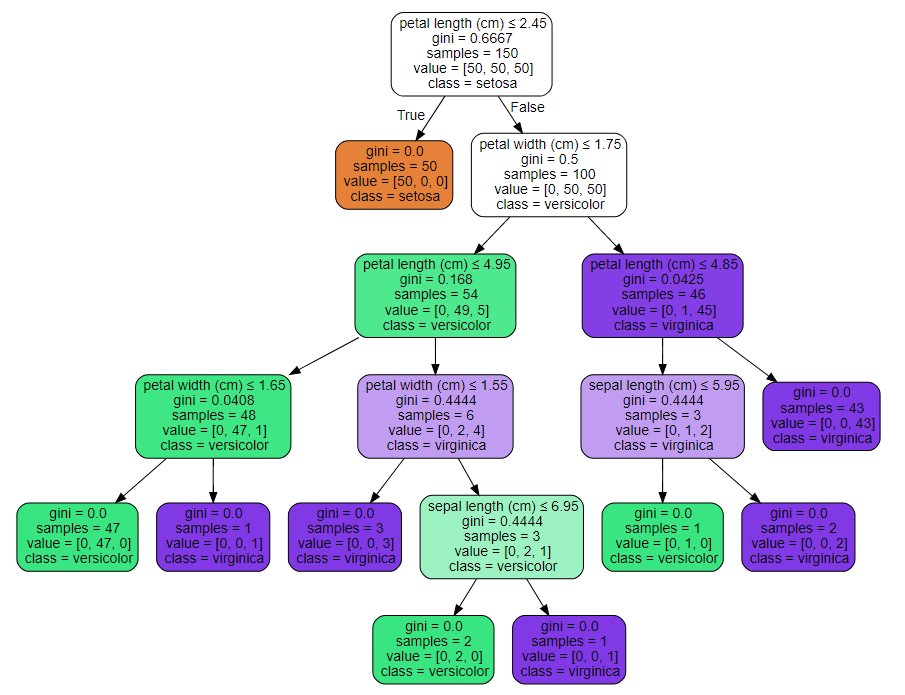 petal length (cm) ≤ 2.45
gini = 0.6667
samples = 150
value = [50, 50, 50]
class = setosa
True
False
gini = 0.0
samples = 50
value = [50, 0, 0]
class = setosa
petal width (cm) ≤ 1.75
gini = 0.5
samples = 100
value = [0, 50, 50]
class = versicolor
petal length (cm) ≤ 4.95
gini = 0.168
samples = 54
value = [0, 49, 5]
class = versicolor
petal length (cm) ≤ 4.85
gini = 0.0425
samples = 46
value = [0, 1, 45]
class = virginica
petal width (cm) ≤ 1.65
gini = 0.0408
samples = 48
value = [0, 47, 1]
class = versicolor
petal width (cm) ≤ 1.55
gini = 0.4444
samples = 6
value = [0, 2, 4]
class = virginica
sepal length (cm) ≤ 5.95
gini = 0.4444
samples = 3
value = [0, 1, 2]
class = virginica
gini = 0.0
samples = 43
value = [0, 0, 43]
class = virginica
gini = 0.0
samples = 47
value = [0, 47, 0]
class = versicolor
gini = 0.0
samples = 1
value = [0, 0, 1]
class = virginica
gini = 0.0
samples = 3
value = [0, 0, 3]
class = virginica
sepal length (cm) ≤ 6.95
gini = 0.4444
samples = 3
value = [0, 2, 1]
class = versicolor
gini = 0.0
samples = 1
value = [0, 1, 0]
class = versicolor
gini = 0.0
samples = 2
value = [0, 0, 2]
class = virginica
gini = 0.0
samples = 2
value = [0, 2, 0]
class = versicolor
gini = 0.0
samples = 1
value = [0, 0, 1]
class = virginica